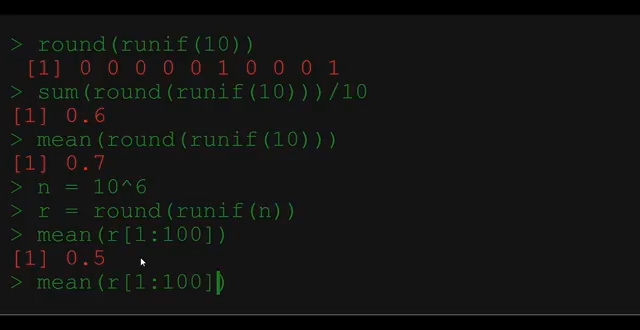 > round(runif(10))
[1] 0 0 0 0 0 1 0 0 0 1
> sum(round(runif(10)))/10
[1] 0.6
> mean(round(runif(10)))
[1] 0.7
> n = 10^6
> r = round(runif(n))
> mean(r[1:100])
[1] 0.5
> mean(r[1:100])